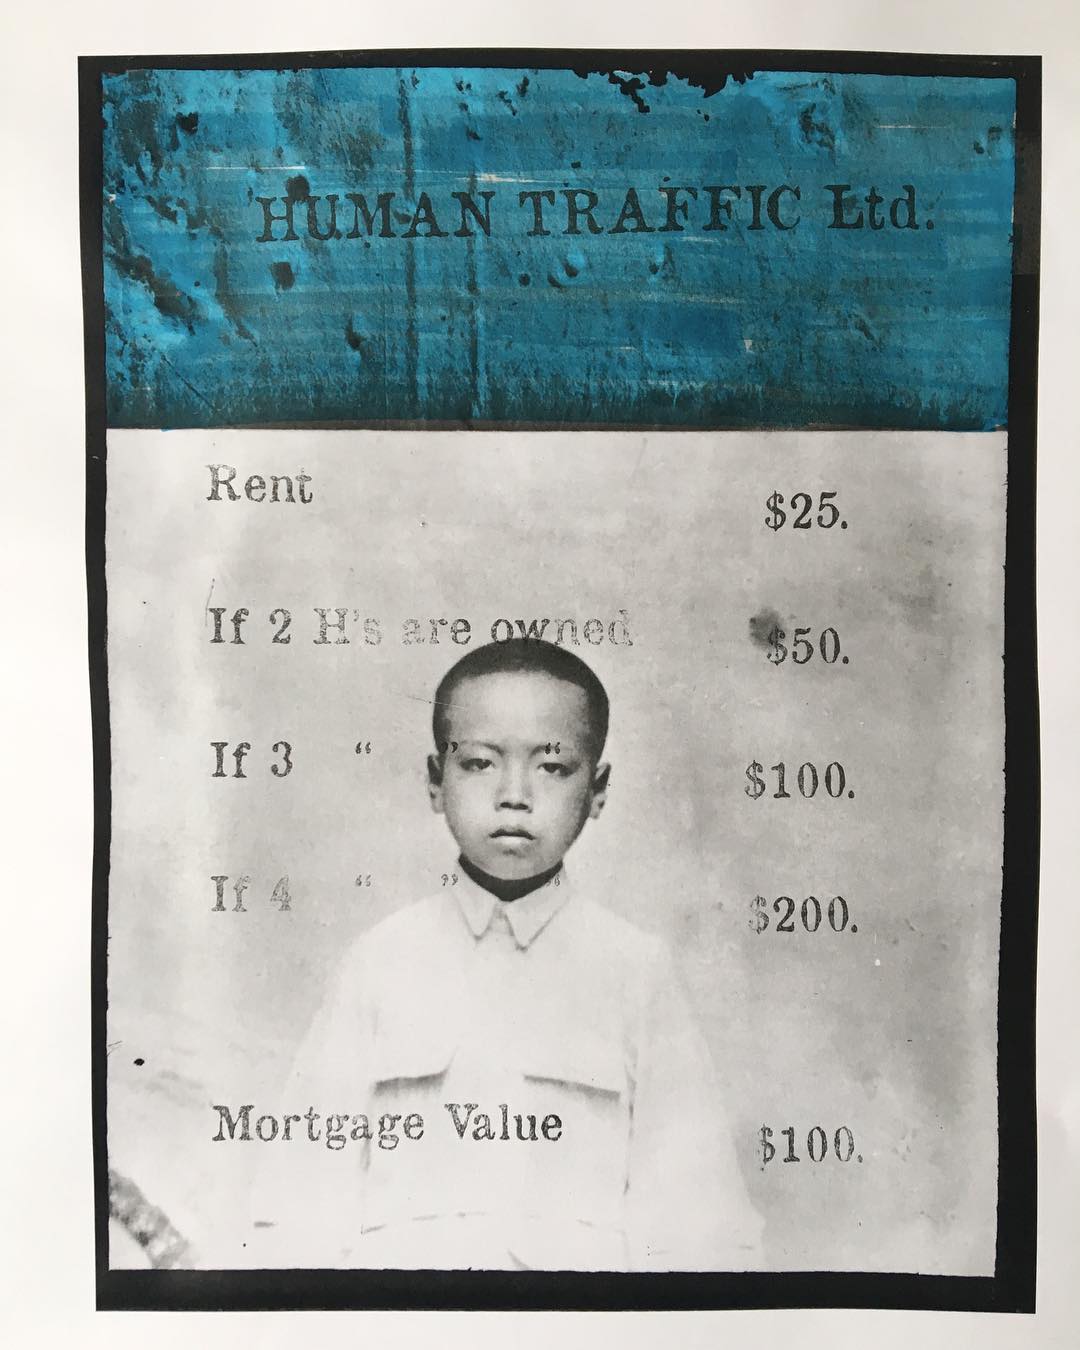 HUMAN TRAFFIC Ltd.
Rent $25.
If 2 H's are owned $50.
If 3 “ ” “ $100.
If 4 “ ” “ $200.
Mortgage Value $100.